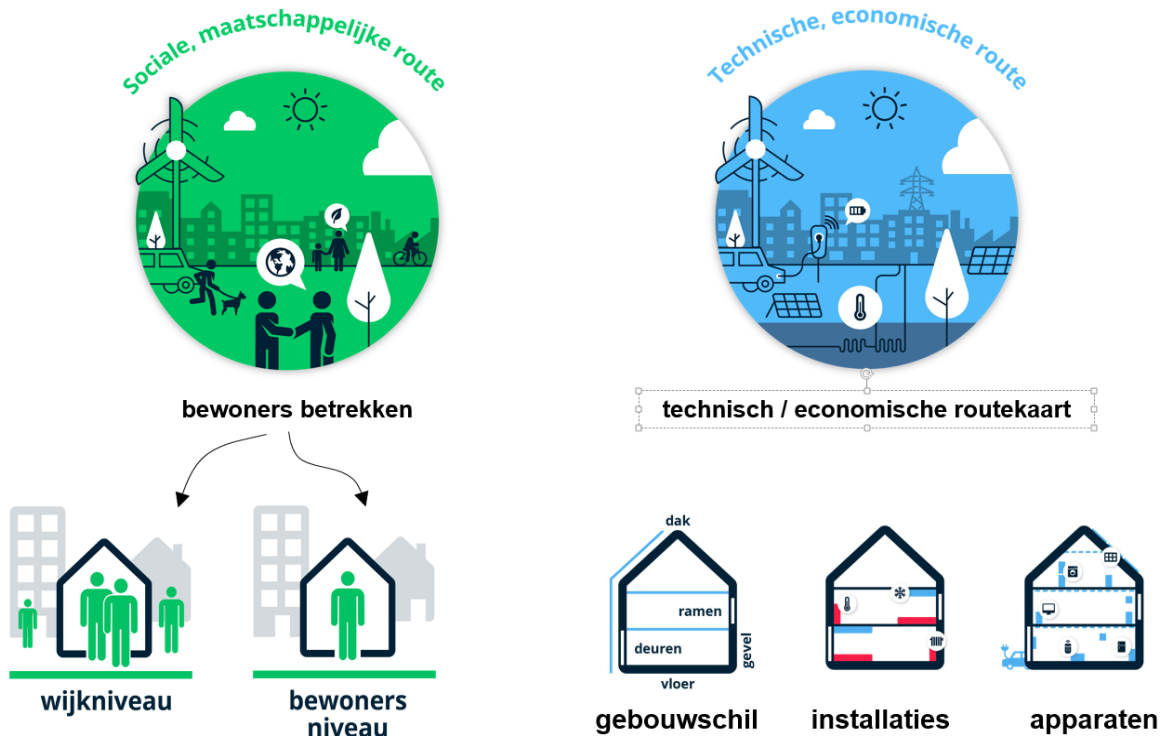 Sociale, maatschappelijke route
Technische, economische route
bewoners betrekken
technisch / economische routekaart
wijkniveau
bewoners
niveau
dak
ramen
deuren
gevel
vloer
gebouwschil
installaties
apparaten